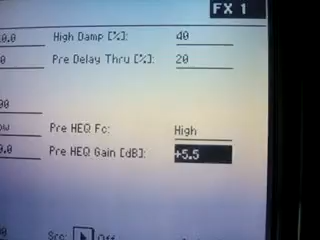 FX 1
High Damp [%]: 40
Pre Delay Thru [%]: 20
Pre HEQ Fc: High
Pre HEQ Gain [dB]: +5.5
Src: Off